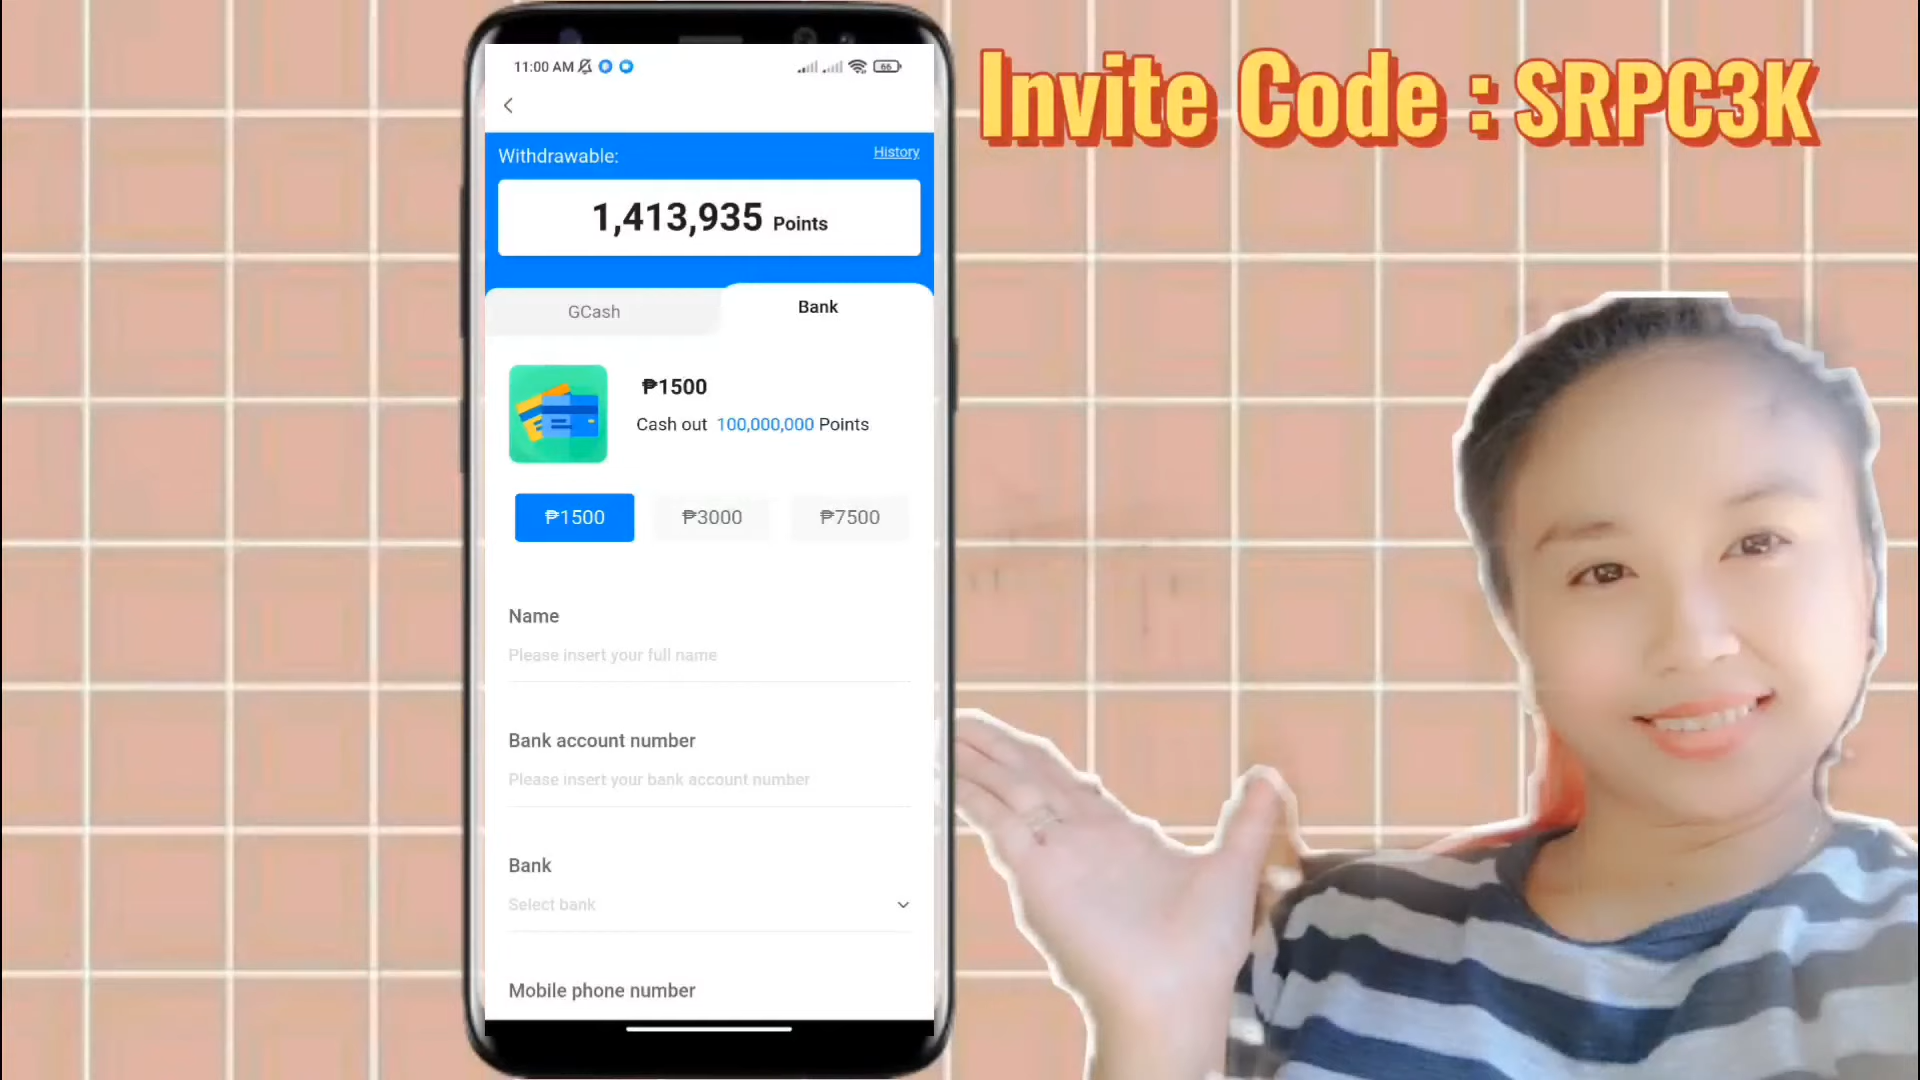 Invite Code : SRPC3K
11:00 AM
66
Withdrawable:
History
1,413,935 Points
GCash
Bank
₱1500
Cash out 100,000,000 Points
₱1500
₱3000
₱7500
Name
Please insert your full name
Bank account number
Please insert your bank account number
Bank
Select bank
Mobile phone number